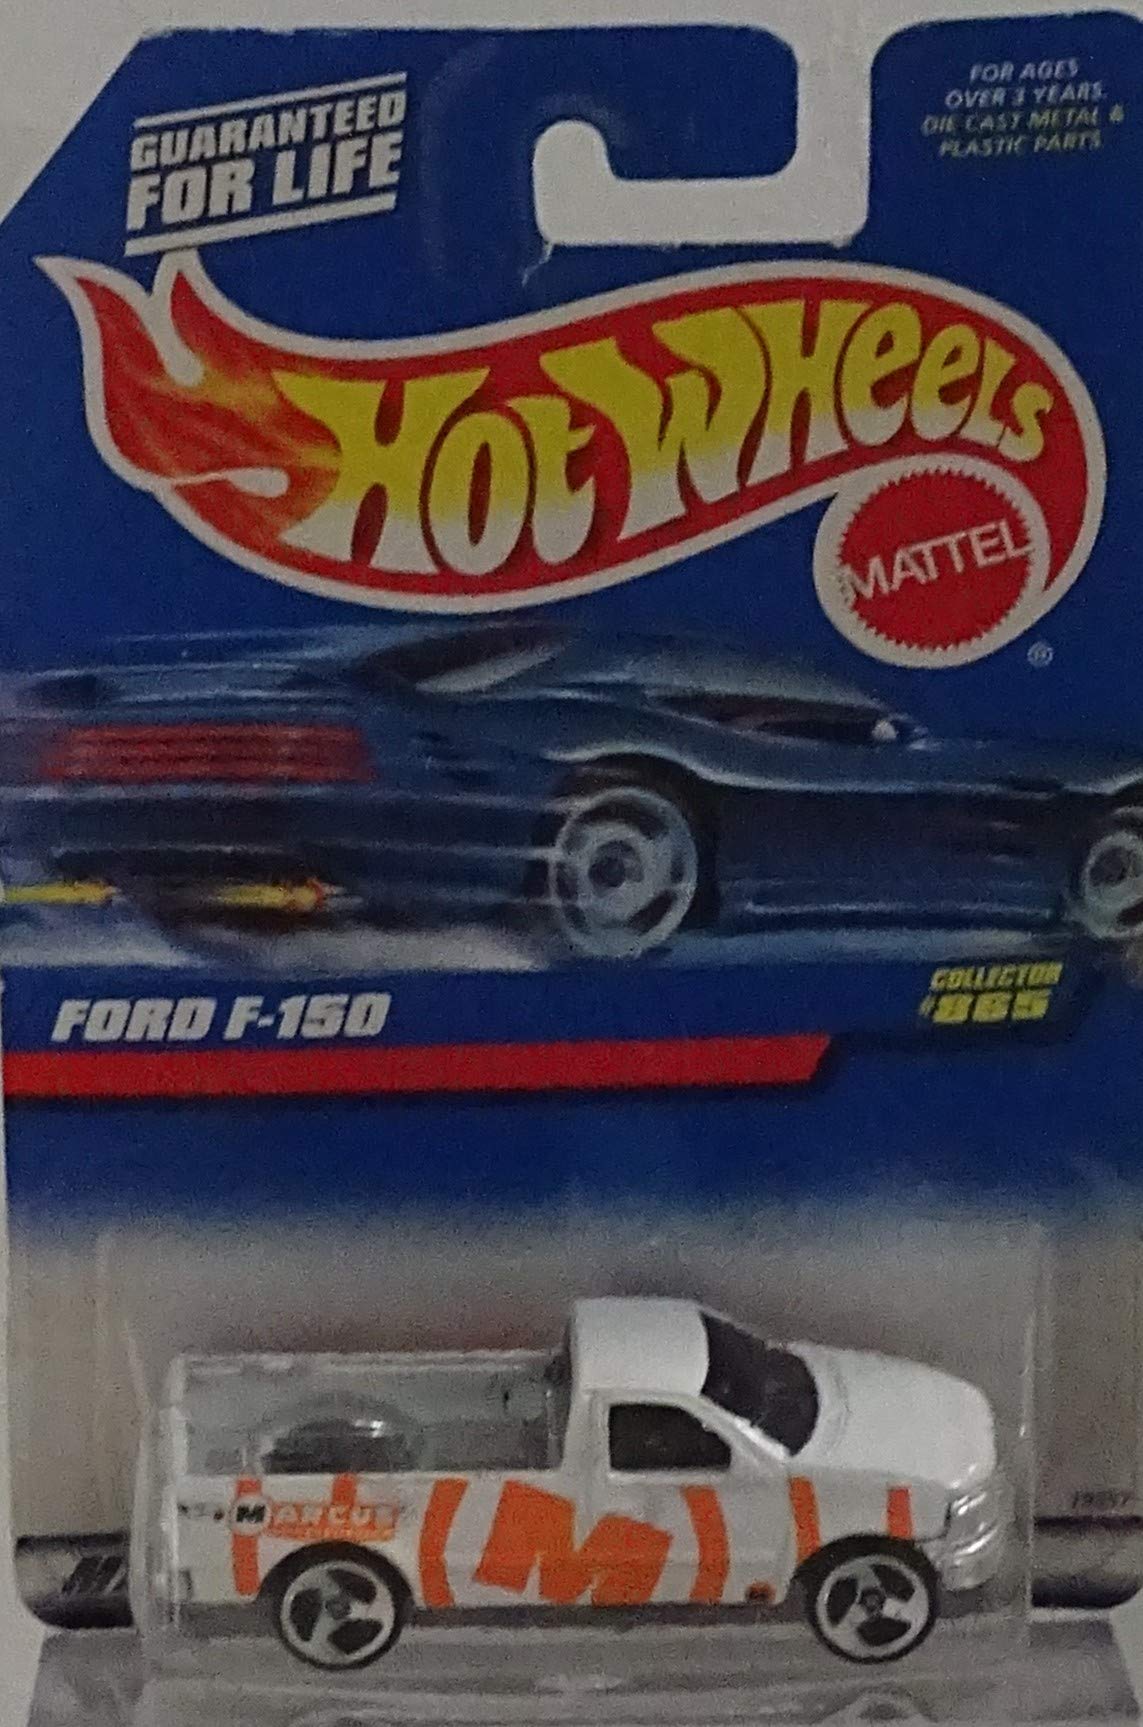 GUARANTEED
FOR LIFE
FOR AGES
OVER 3 YEARS.
DIE CAST METAL &
PLASTIC PARTS
HOT WHEELS
MATTEL
®
FORD F-150
COLLECTOR
#865
MARCUS
M